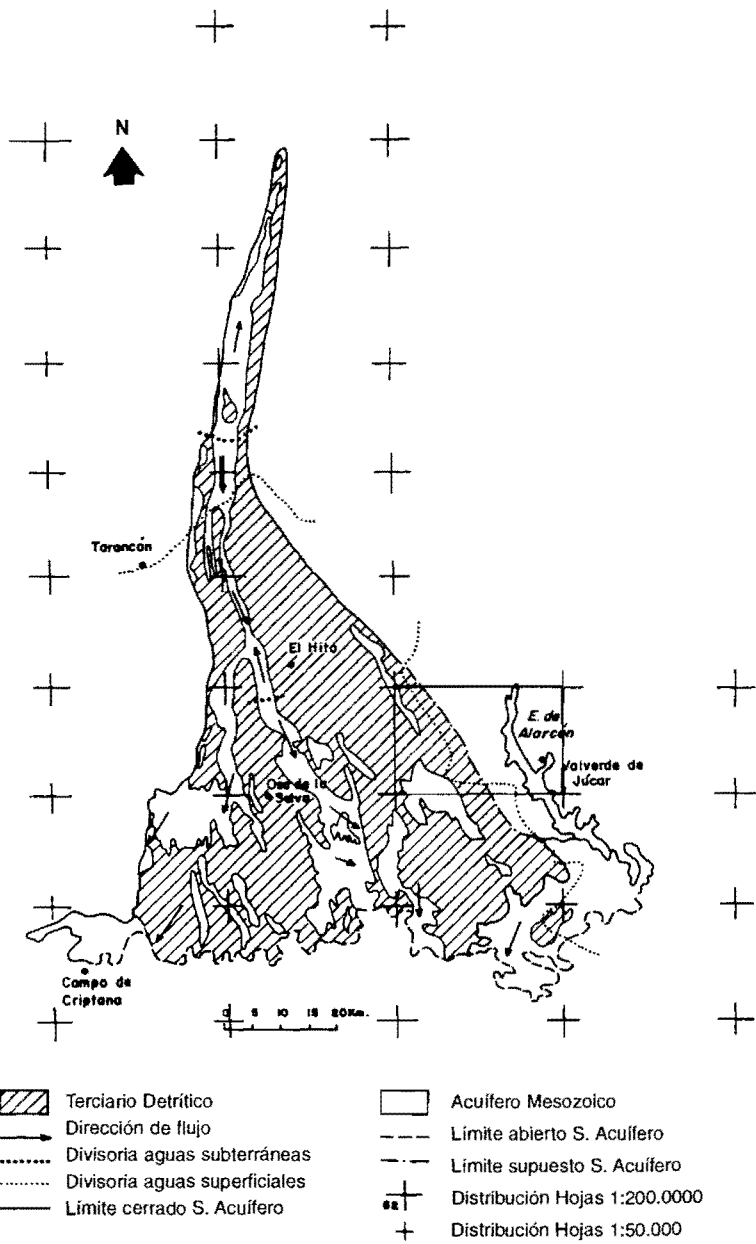 N
Tarancón
El Hito
E. de
Alarcón
Valverde de
Júcar
Osa de la
Selva
Campo de
Criptana
0 5 10 15 20Km.
Terciario Detrítico
Dirección de flujo
Divisoria aguas subterráneas
Divisoria aguas superficiales
Límite cerrado S. Acuífero
Acuífero Mesozoico
Límite abierto S. Acuífero
Límite supuesto S. Acuífero
Distribución Hojas 1:200.0000
Distribución Hojas 1:50.000